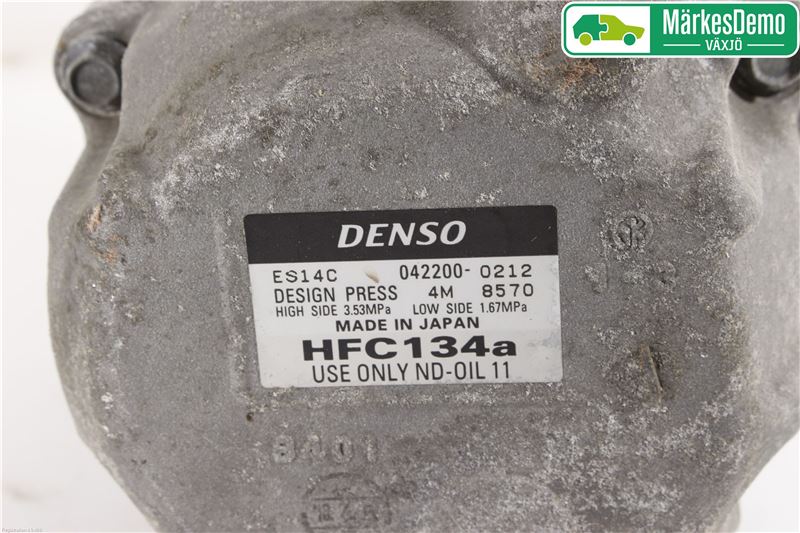 MärkesDemo
VÄXJÖ
DENSO
ES14C 042200-0212
DESIGN PRESS 4M 8570
HIGH SIDE 3.53MPa LOW SIDE 1.67MPa
MADE IN JAPAN
HFC134a
USE ONLY ND-OIL 11